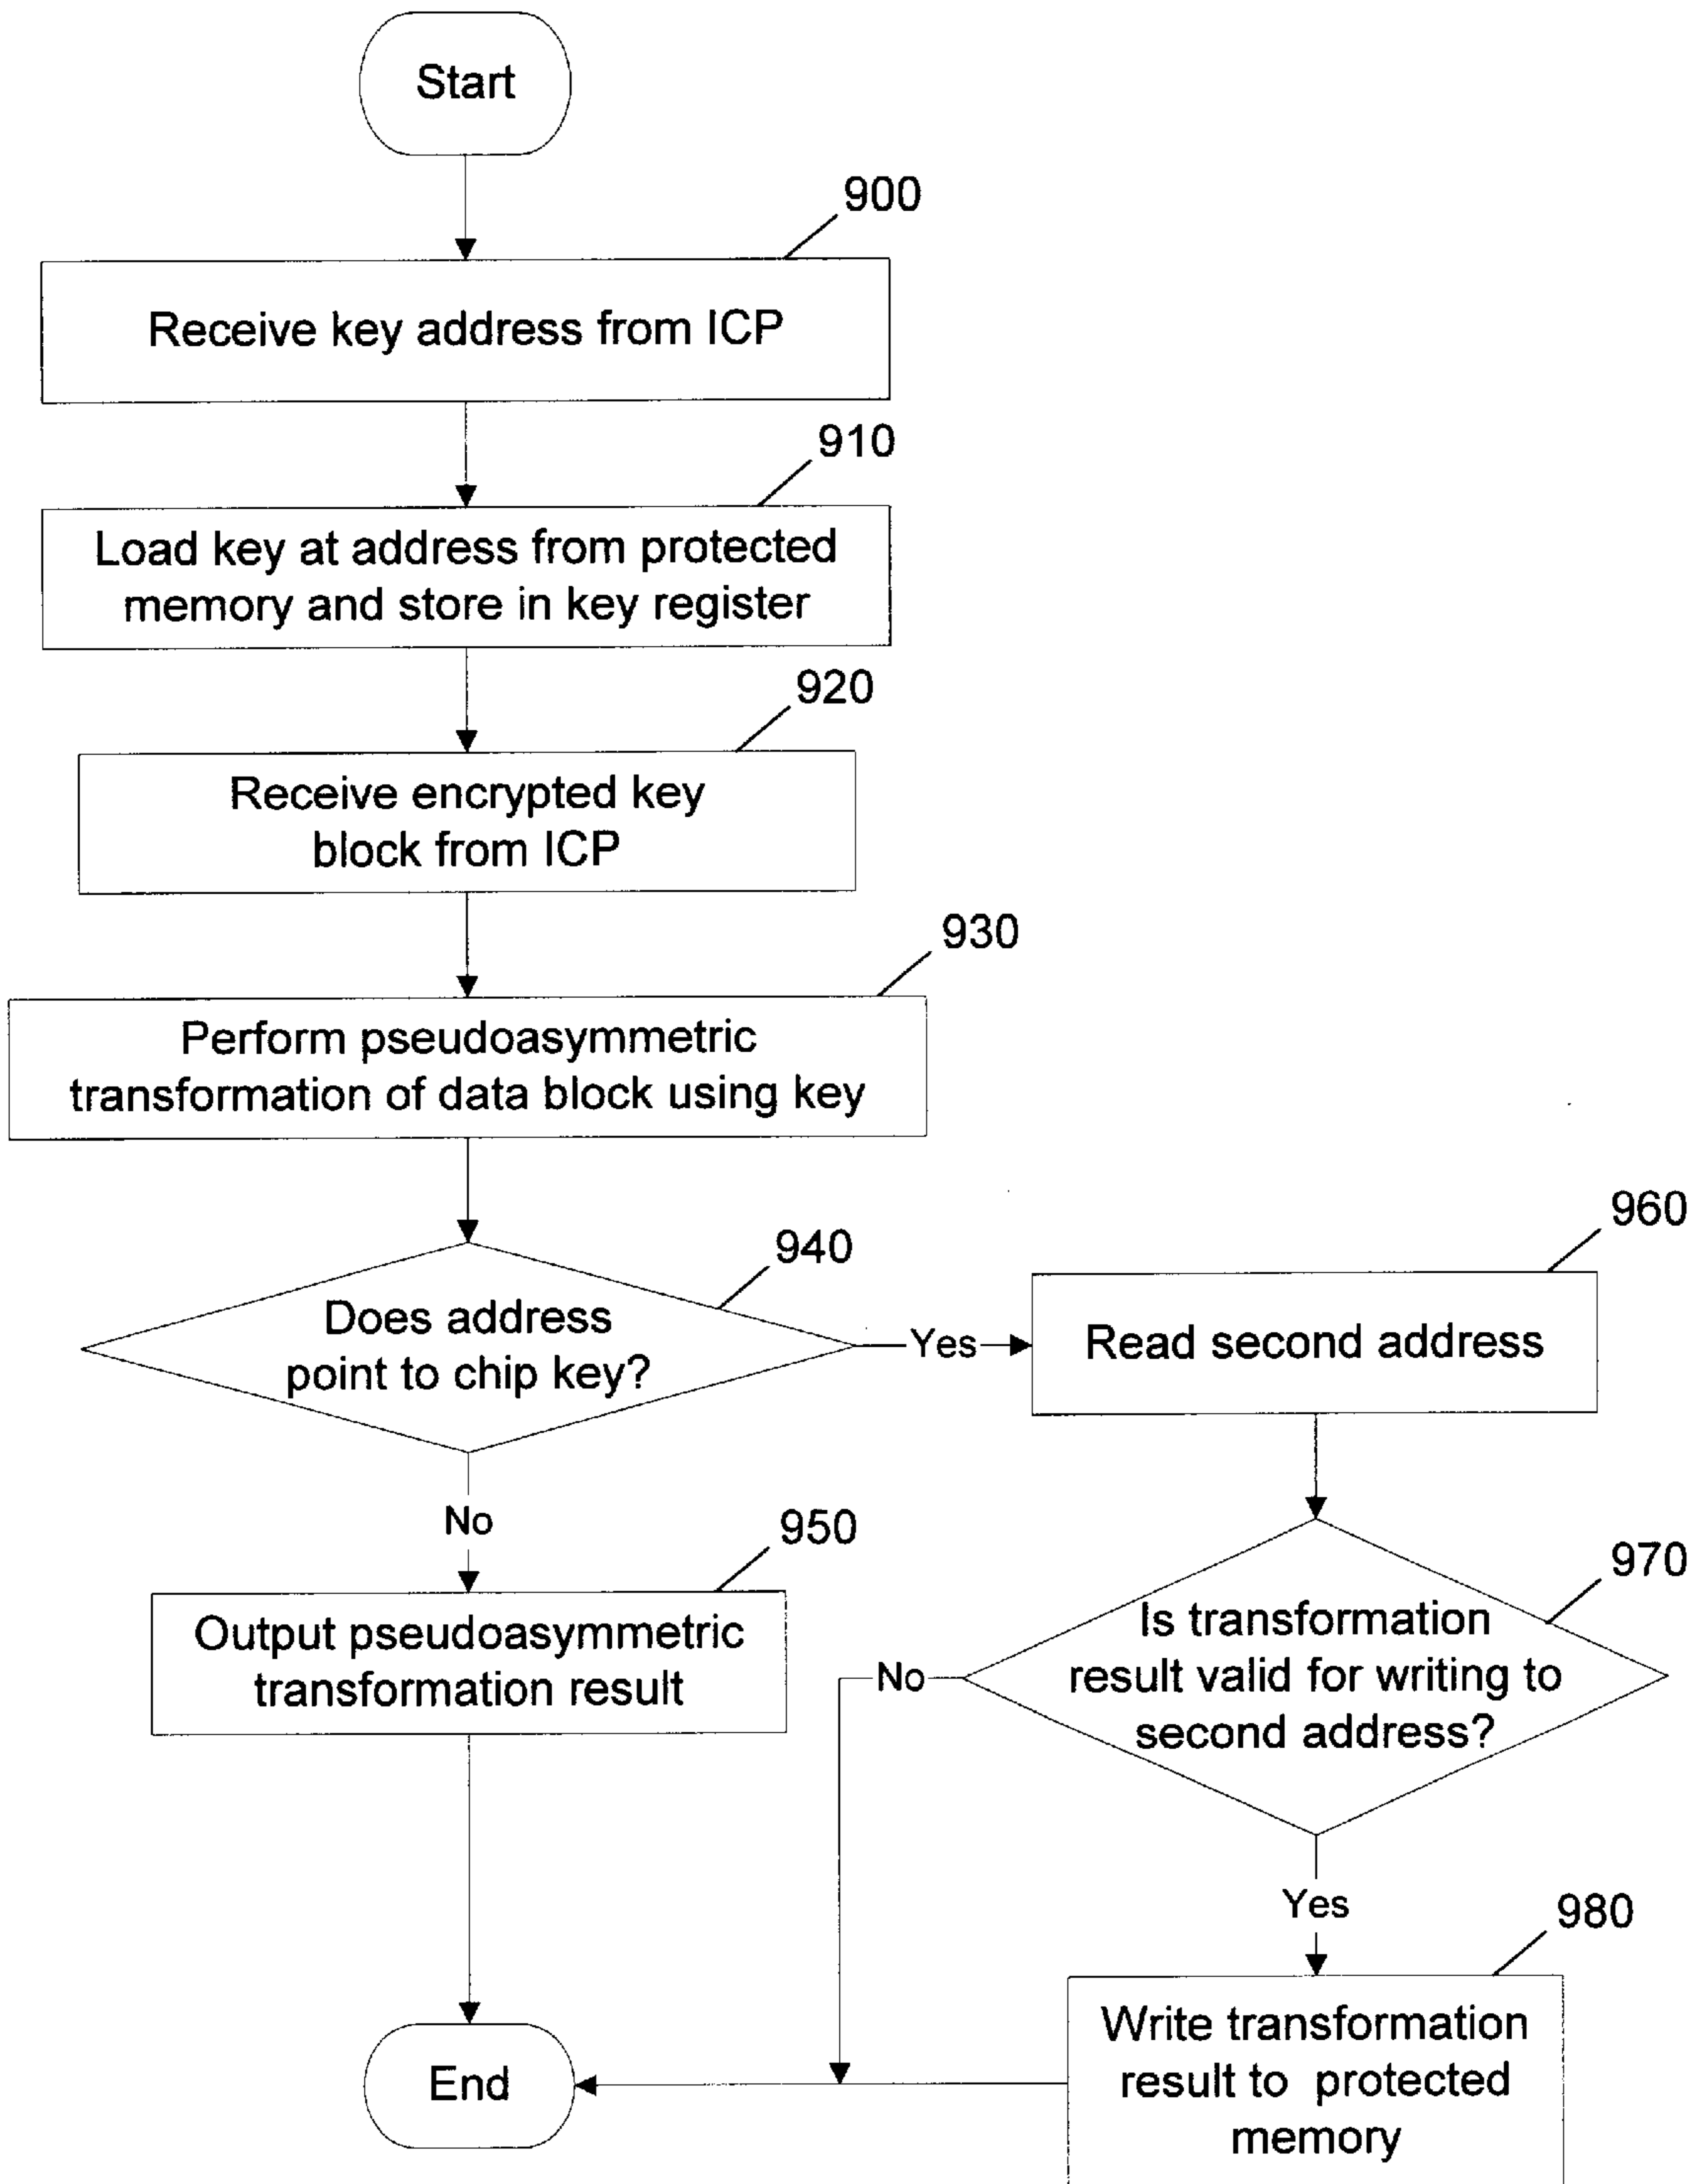 Start
900
Receive key address from ICP
910
Load key at address from protected
memory and store in key register
920
Receive encrypted key
block from ICP
930
Perform pseudoasymmetric
transformation of data block using key
940
Does address
point to chip key?
Yes
960
Read second address
No
950
Output pseudoasymmetric
transformation result
970
Is transformation
result valid for writing to
second address?
No
Yes
980
Write transformation
result to protected
memory
End